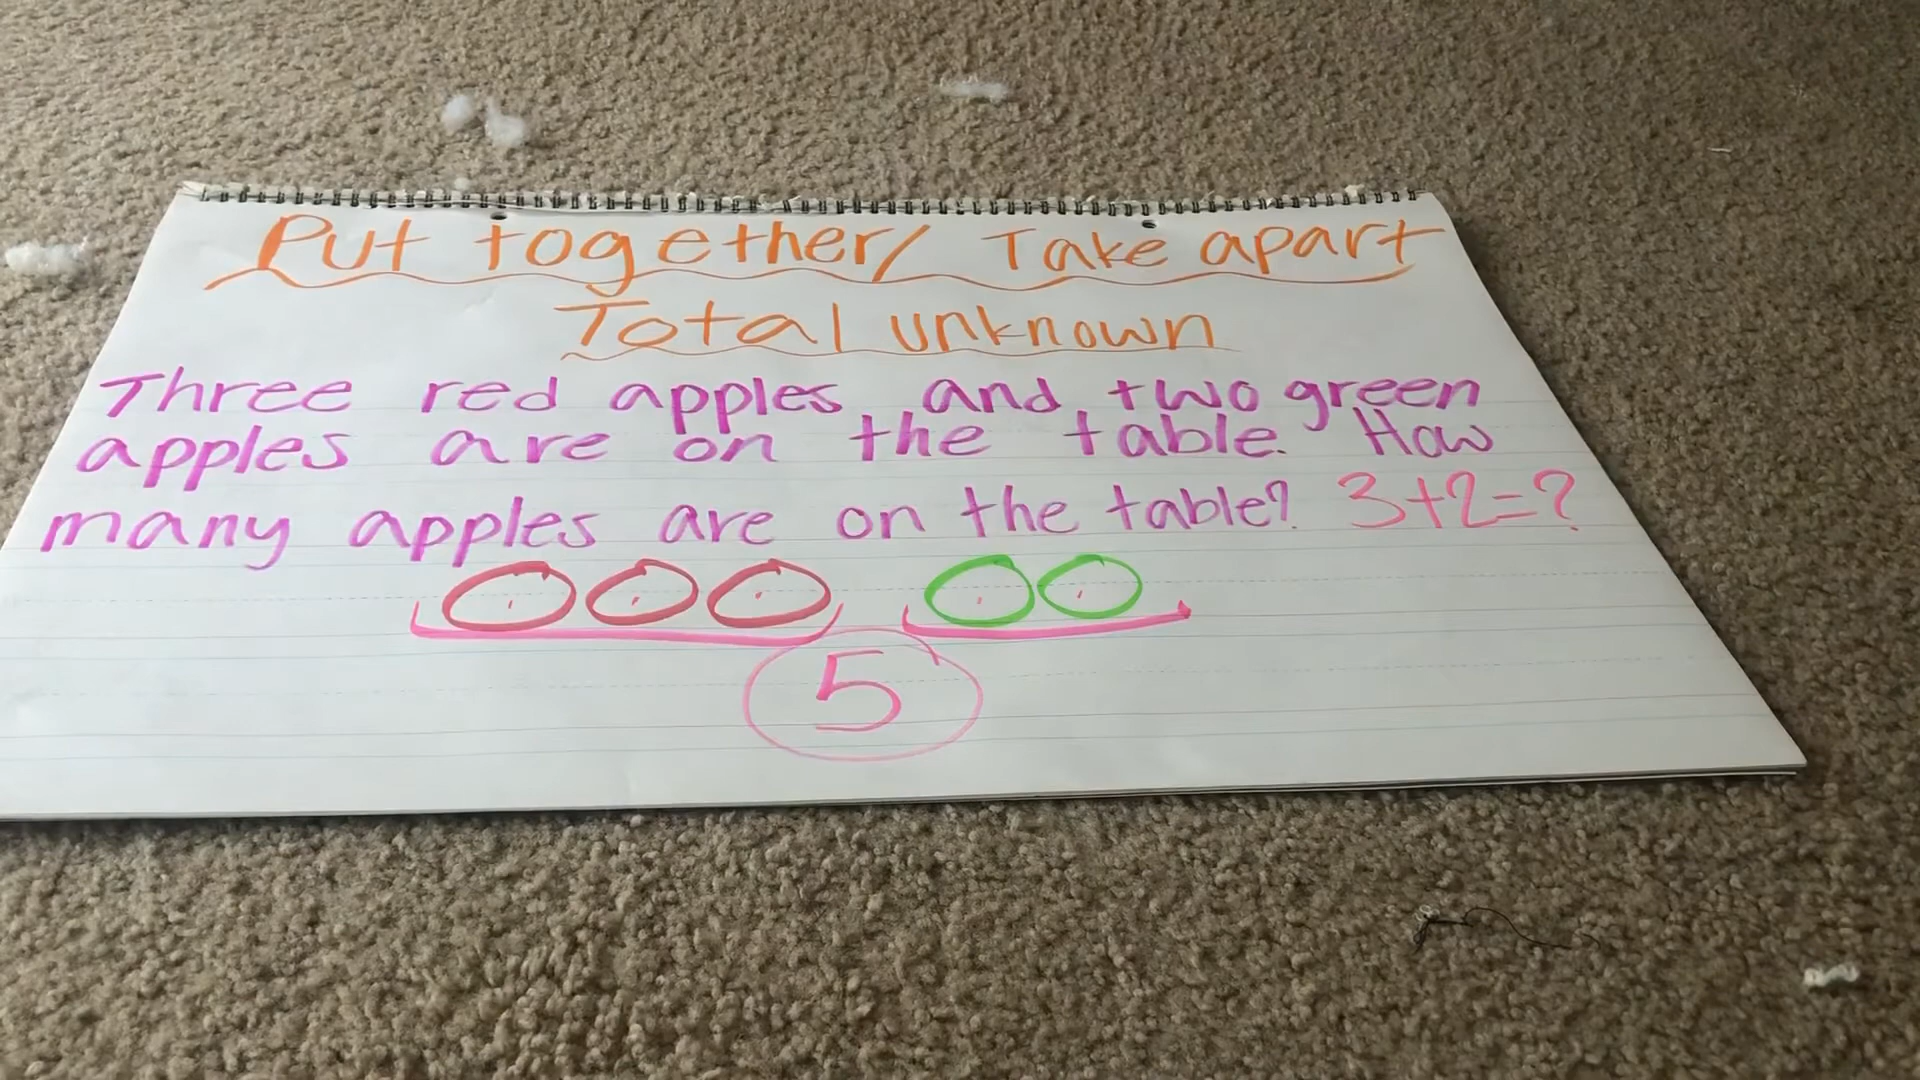 Put together/ Take apart
Total unknown
Three red apples and two green
apples are on the table. How
many apples are on the table? 3+2=?
5